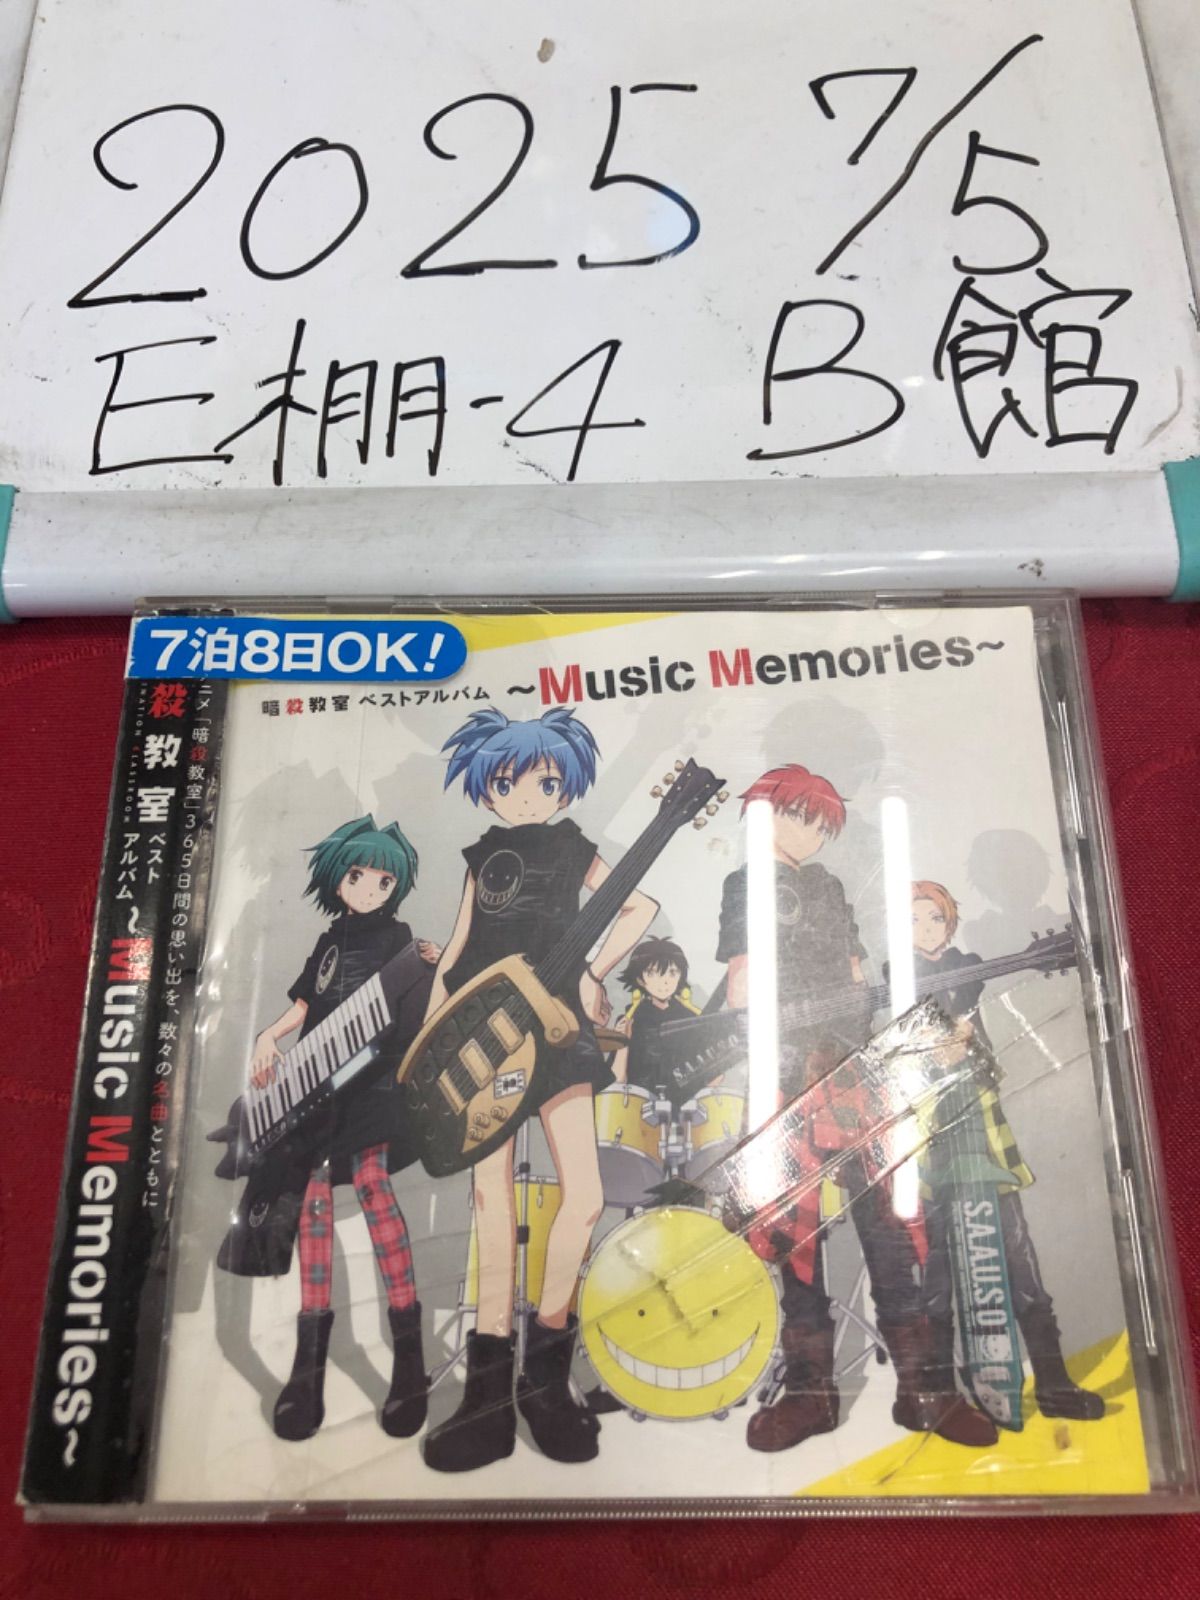 2025 7/5
E棚-4 B館
7泊8日OK!
暗殺教室 ベストアルバム ~Music Memories~
殺教室 ベストアルバム ~Music Memories~
アニメ「暗殺教室」365日間の思い出を、数々の名曲とともに
CLASSROOM
S.A.A.U.S.O
S.A.A.U.S.O